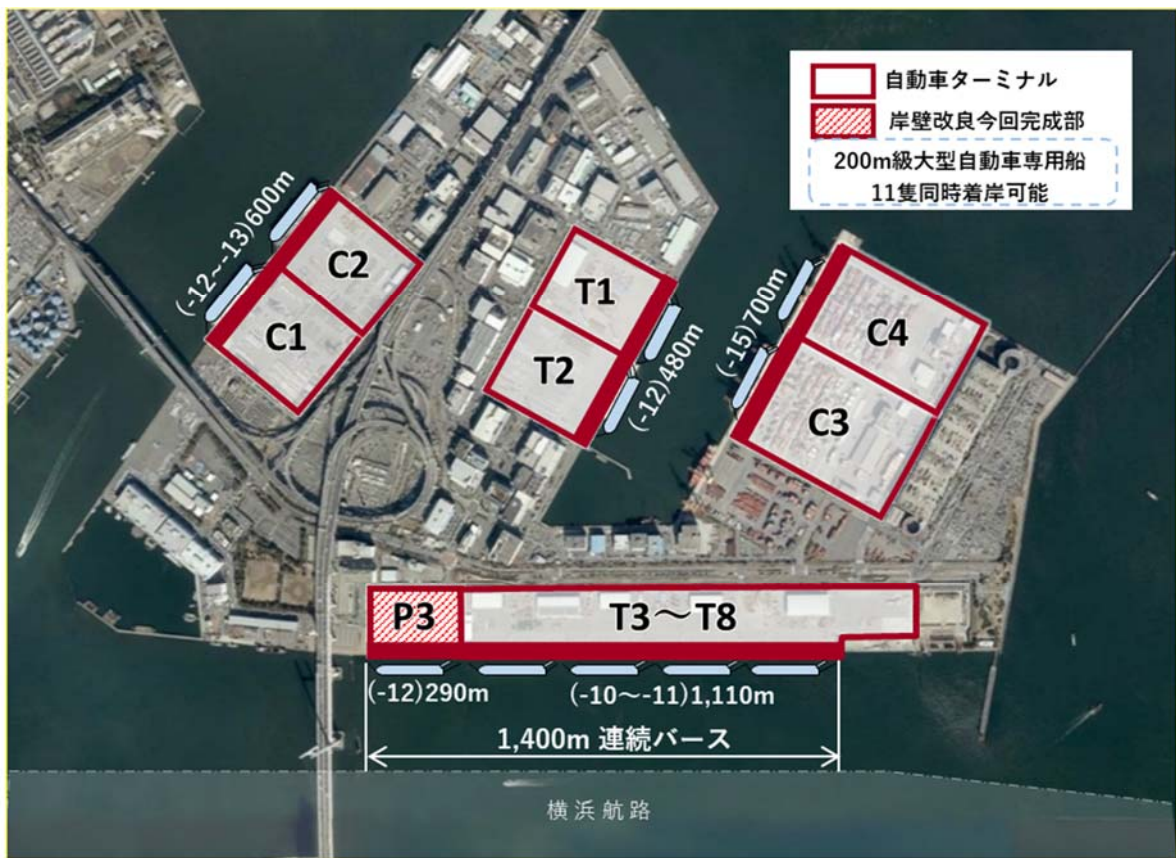 自動車ターミナル
岸壁改良今回完成部
200m級大型自動車専用船
11隻同時着岸可能
(-12~-13)600m
C2
C1
T1
T2
(-12)480m
(-15)700m
C4
C3
P3
T3～T8
(-12)290m
(-10～-11)1,110m
1,400m 連続バース
横浜航路